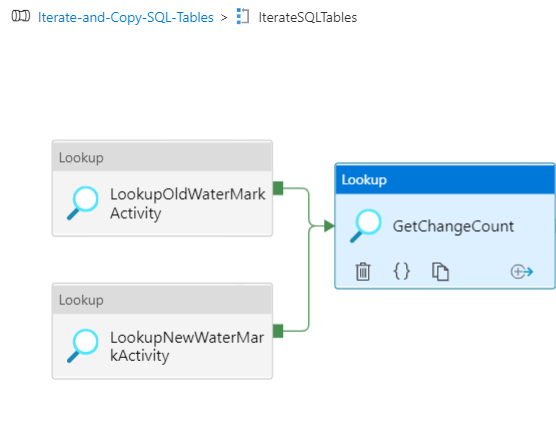 Iterate-and-Copy-SQL-Tables > IterateSQLTables
Lookup
LookupOldWaterMark
Activity
Lookup
GetChangeCount
{ }
Lookup
LookupNewWaterMar
kActivity